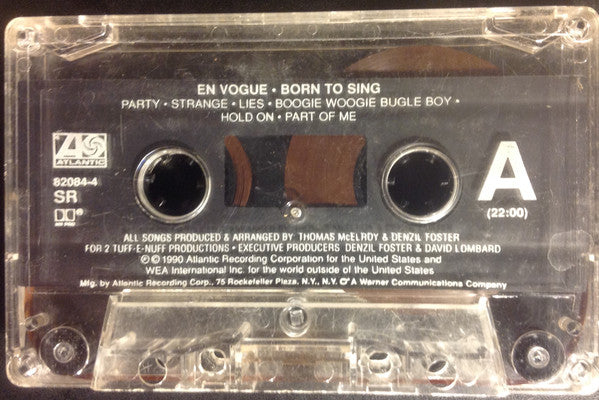 EN VOGUE • BORN TO SING
PARTY • STRANGE • LIES • BOOGIE WOOGIE BUGLE BOY •
HOLD ON • PART OF ME
ATLANTIC
82084-4
SR
A
(22:00)
ALL SONGS PRODUCED & ARRANGED BY THOMAS McELROY & DENZIL FOSTER
FOR 2 TUFF-E-NUFF PRODUCTIONS • EXECUTIVE PRODUCERS DENZIL FOSTER & DAVID LOMBARD
℗ © 1990 Atlantic Recording Corporation for the United States and
WEA International Inc. for the world outside of the United States
Mfg. by Atlantic Recording Corp., 75 Rockefeller Plaza, N.Y., N.Y. A Warner Communications Company